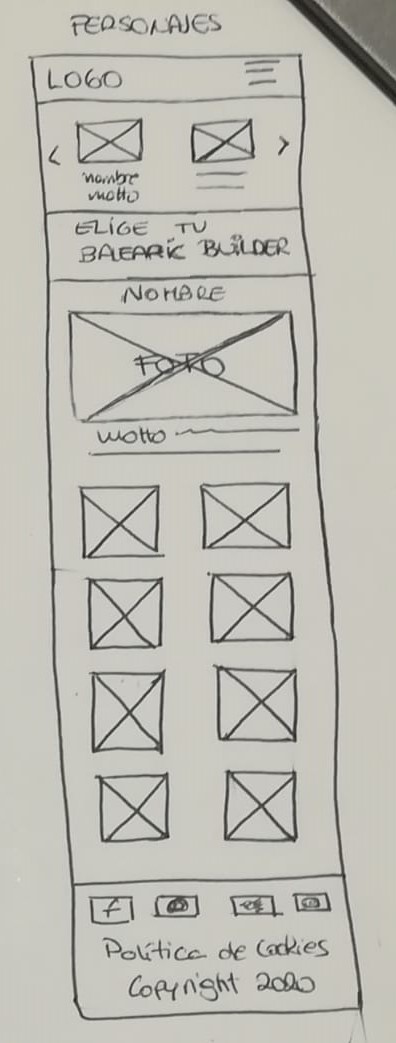 PERSONAJES
LOGO
< >
nombre
motto
ELIGE TU
BALEARIC BUILDER
NOMBRE
FOTO
motto
f
Política de Cookies
Copyright 2020